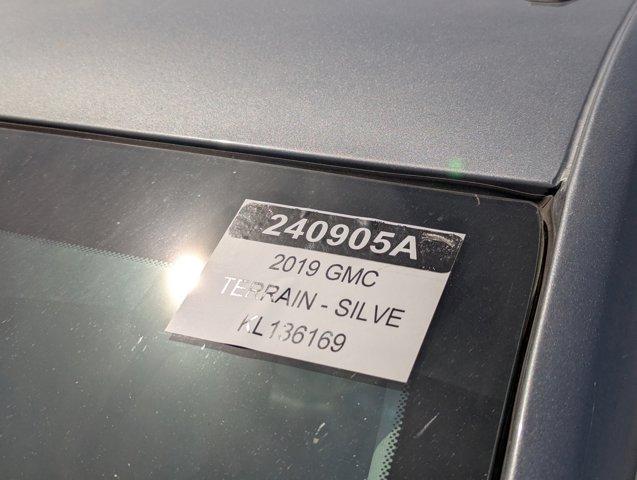 240905A
2019 GMC
TERRAIN - SILVE
KL136169